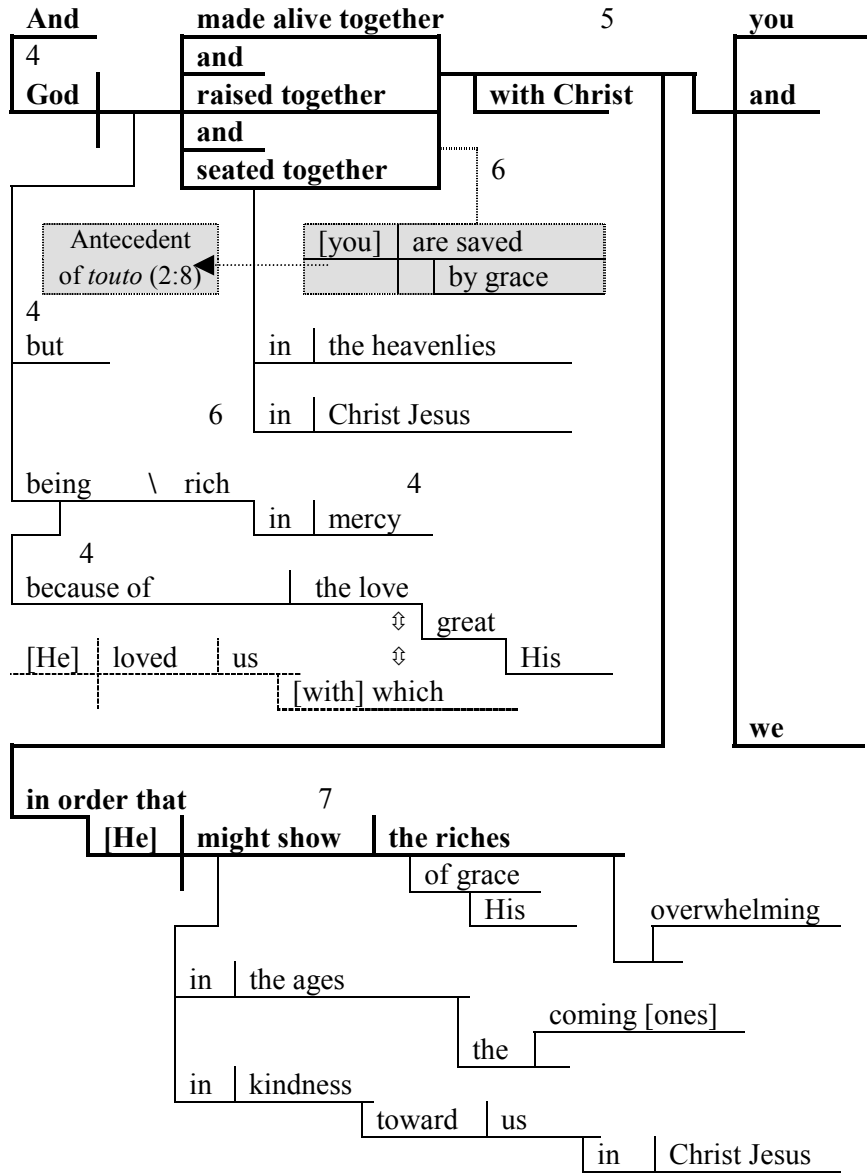 And made alive together 5 you
4 and
God raised together with Christ and
and
seated together 6
Antecedent [you] are saved
of touto (2:8) by grace
4
but in the heavenlies
6 in Christ Jesus
being \ rich 4
in mercy
4
because of the love
⇳ great
[He] loved us ⇳ His
[with] which
we
in order that 7
[He] might show the riches
of grace
His overwhelming
in the ages
coming [ones]
the
in kindness
toward us
in Christ Jesus